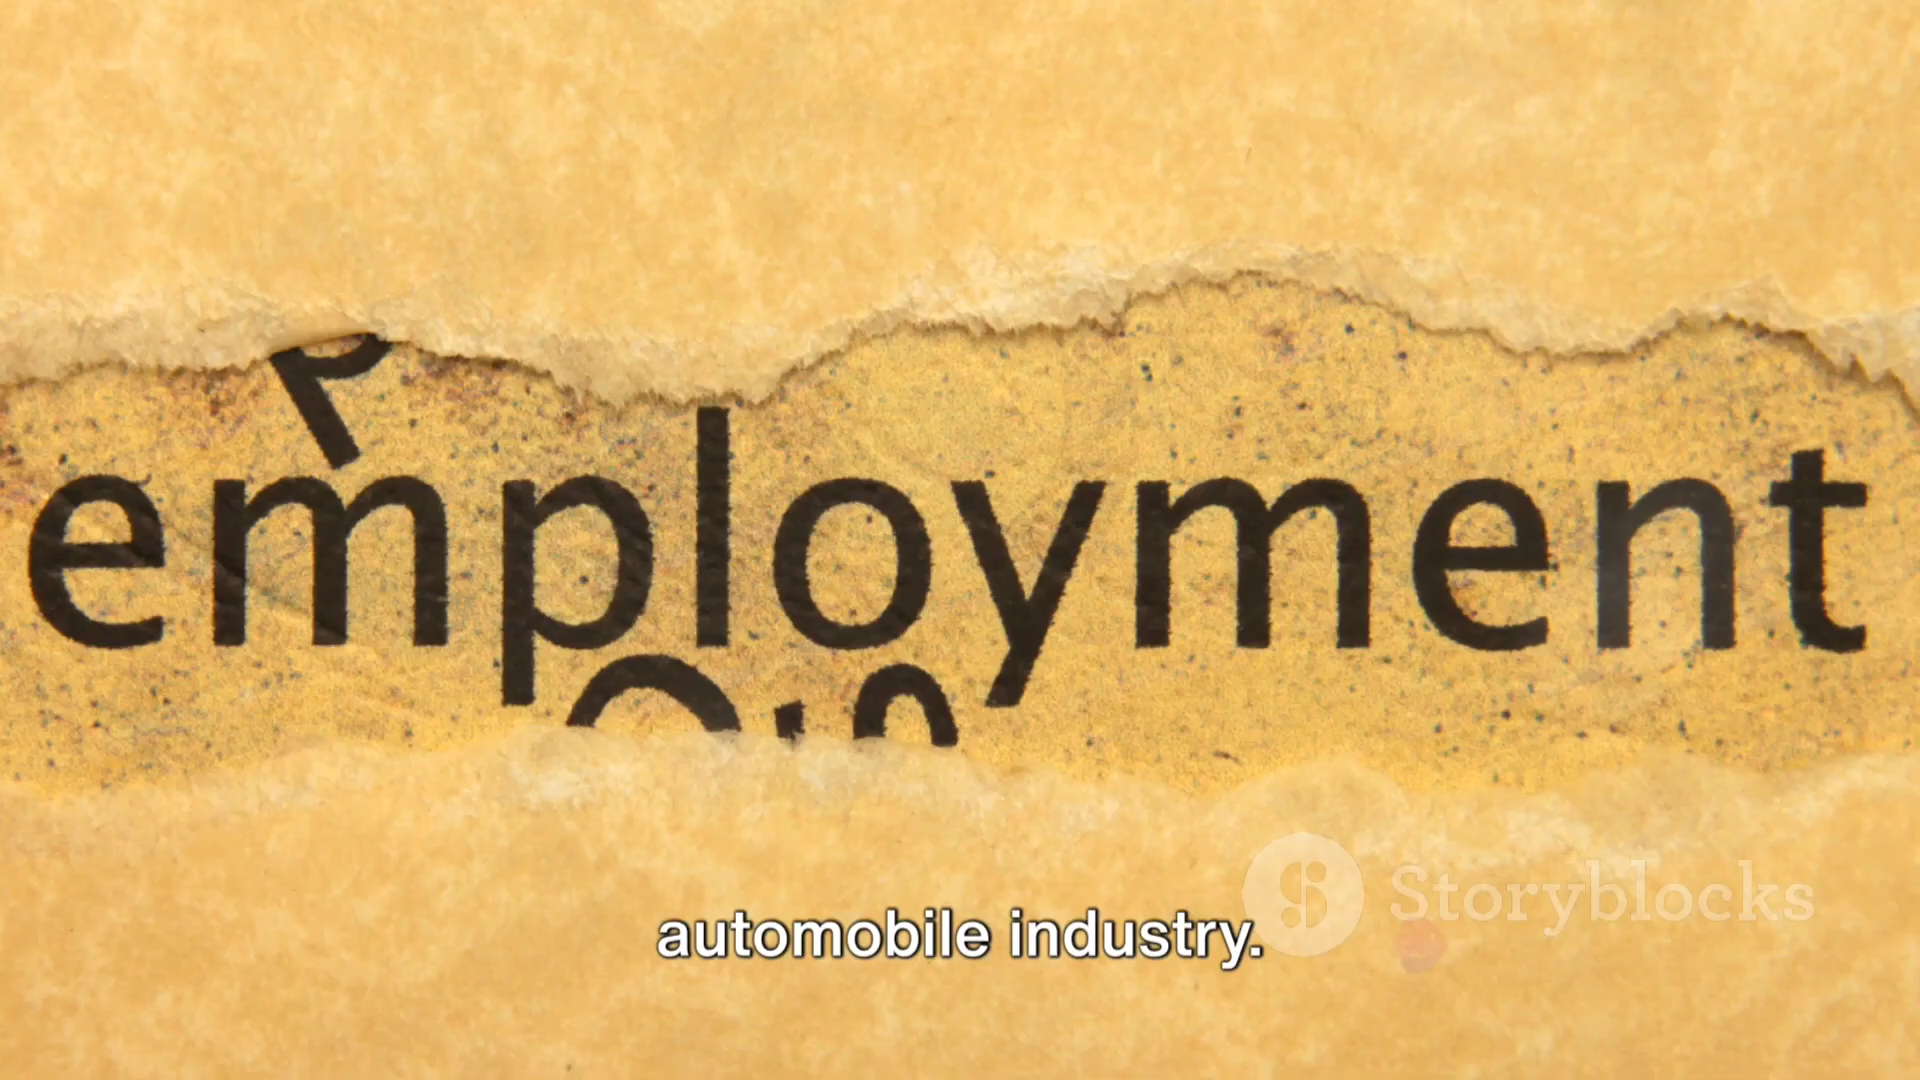 employment
Storyblocks
automobile industry.